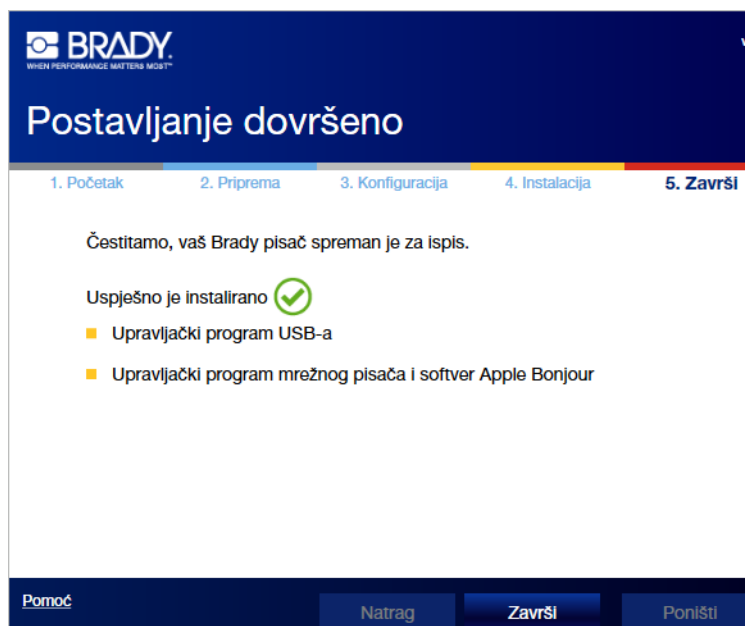 BRADY.
WHEN PERFORMANCE MATTERS MOST™
Postavljanje dovršeno
1. Početak 2. Priprema 3. Konfiguracija 4. Instalacija 5. Završi
Čestitamo, vaš Brady pisač spreman je za ispis.
Uspješno je instalirano
Upravljački program USB-a
Upravljački program mrežnog pisača i softver Apple Bonjour
Pomoć Natrag Završi Poništi